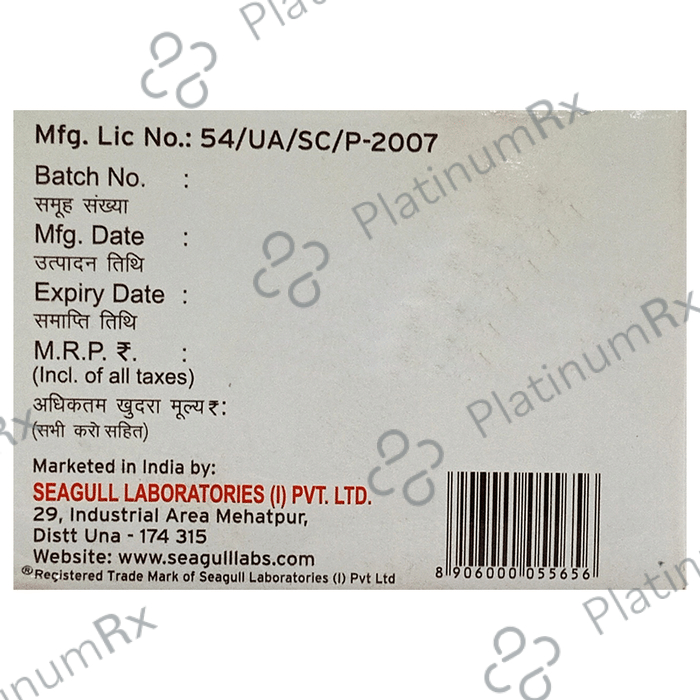 Mfg. Lic No.: 54/UA/SC/P-2007
Batch No. :
समूह संख्या
Mfg. Date :
उत्पादन तिथि
Expiry Date :
समाप्ति तिथि
M.R.P. ₹. :
(Incl. of all taxes)
अधिकतम खुदरा मूल्य ₹:
(सभी करो सहित)
Marketed in India by:
SEAGULL LABORATORIES (I) PVT. LTD.
29, Industrial Area Mehatpur,
Distt Una - 174 315
Website: www.seagulllabs.com
®Registered Trade Mark of Seagull Laboratories (I) Pvt Ltd
8 906000 055656
PlatinumRx
PlatinumRx
PlatinumRx
PlatinumRx